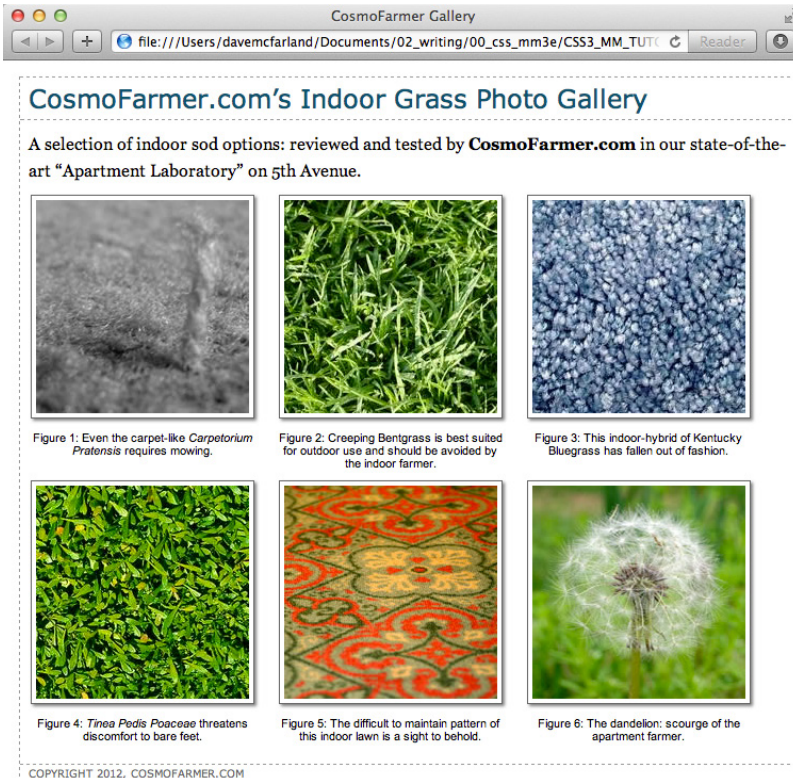 CosmoFarmer Gallery
file:///Users/davemcfarland/Documents/02_writing/00_css_mm3e/CSS3_MM_TUT
Reader
CosmoFarmer.com’s Indoor Grass Photo Gallery
A selection of indoor sod options: reviewed and tested by CosmoFarmer.com in our state-of-the-
art “Apartment Laboratory” on 5th Avenue.
Figure 1: Even the carpet-like Carpetorium
Pratensis requires mowing.
Figure 2: Creeping Bentgrass is best suited
for outdoor use and should be avoided by
the indoor farmer.
Figure 3: This indoor-hybrid of Kentucky
Bluegrass has fallen out of fashion.
Figure 4: Tinea Pedis Poaceae threatens
discomfort to bare feet.
Figure 5: The difficult to maintain pattern of
this indoor lawn is a sight to behold.
Figure 6: The dandelion: scourge of the
apartment farmer.
COPYRIGHT 2012, COSMOFARMER.COM